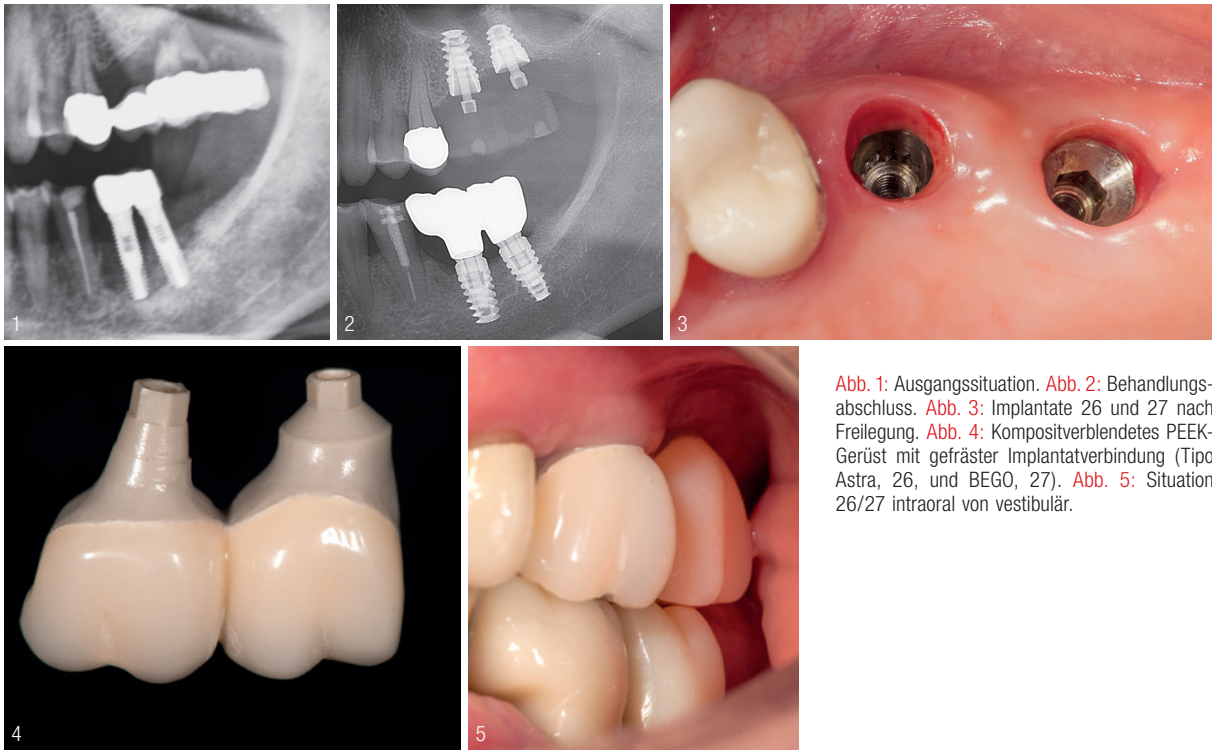 1
2
3
4
5
Abb. 1: Ausgangssituation. Abb. 2: Behandlungs-
abschluss. Abb. 3: Implantate 26 und 27 nach
Freilegung. Abb. 4: Kompositverblendetes PEEK-
Gerüst mit gefräster Implantatverbindung (Tipo
Astra, 26, und BEGO, 27). Abb. 5: Situation
26/27 intraoral von vestibulär.